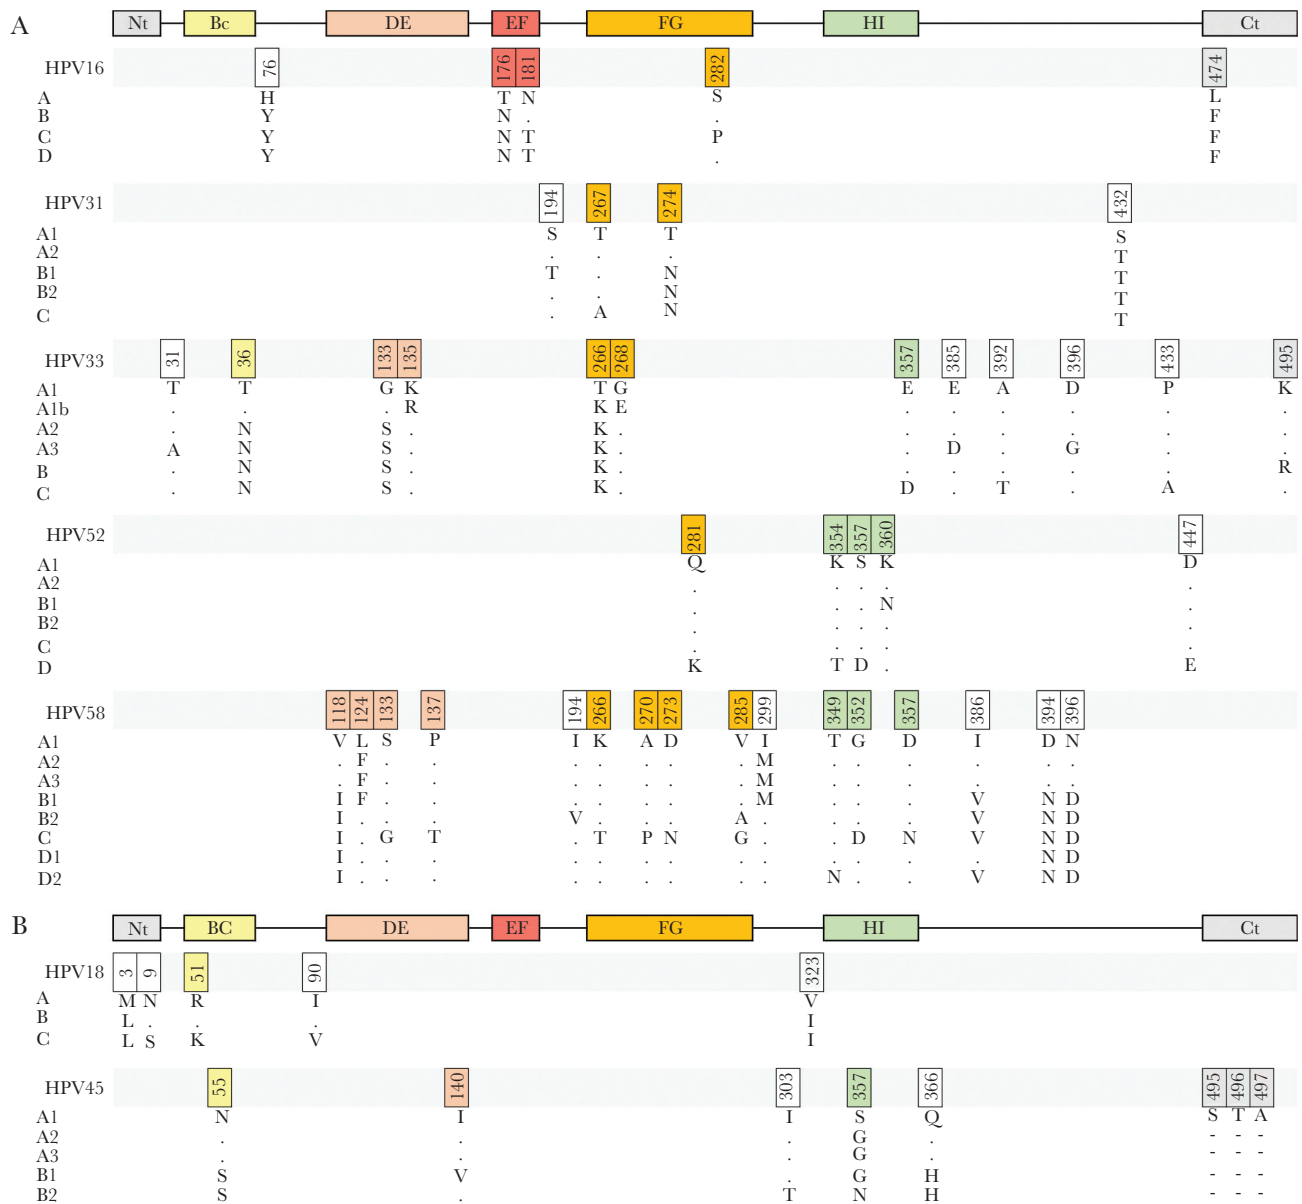 A Nt Bc DE EF FG HI Ct
HPV16 76 176 181 282 474
A H T N S L
B Y N . . F
C Y N T P F
D Y N T . F
HPV31 194 267 274 432
A1 S T T S
A2 . . . T
B1 T . N T
B2 . . N T
C . A N T
HPV33 31 36 133 135 266 268 357 385 392 396 433 495
A1 T T G K T G E E A D P K
A1b . . . R K E . . . . . .
A2 . N S . K . . . . . . .
A3 A N S . K . . D . G . .
B . N S . K . . . . . . R
C . N S . K . D . T . A .
HPV52 281 354 357 360 447
A1 Q K S K D
A2 . . . . .
B1 . . . N .
B2 . . . . .
C . . . . .
D K T D . E
HPV58 118 124 133 137 194 266 270 273 285 299 349 352 357 386 394 396
A1 V L S P I K A D V I T G D I D N
A2 . F . . . . . . . M . . . . . .
A3 . F . . . . . . . M . . . . . .
B1 I F . . . . . . . M . . . V N D
B2 I . . . V . . . A . . . . V N D
C I . G T . T P N G . . D N V N D
D1 I . . . . . . . . . . . . . N D
D2 I . . . . . . . . . N . . V N D
B Nt BC DE EF FG HI Ct
HPV18 3 9 51 90 323
A M N R I V
B L . . . I
C L S K V I
HPV45 55 140 303 357 366 495 496 497
A1 N I I S Q S T A
A2 . . . G . - - -
A3 . . . G . - - -
B1 S V . G H - - -
B2 S . T N H - - -